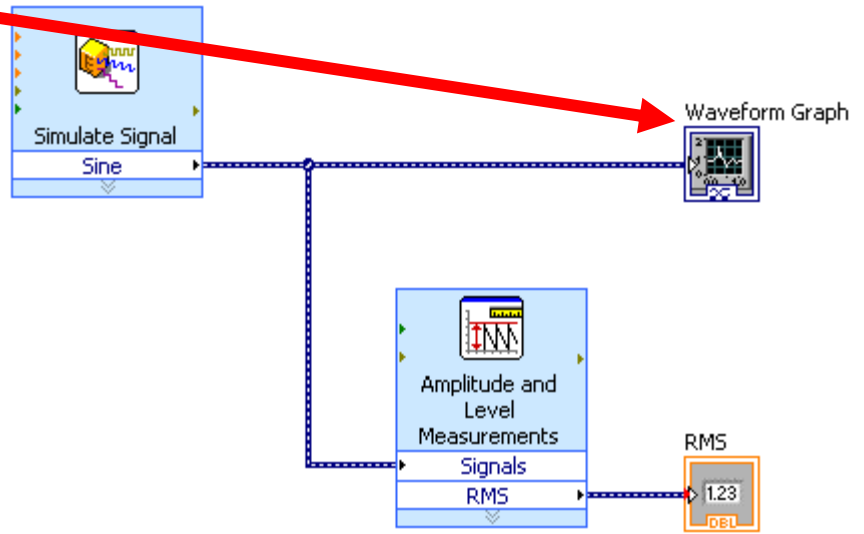 Simulate Signal
Sine
Waveform Graph
Amplitude and
Level
Measurements
Signals
RMS
RMS
1.23
DBL